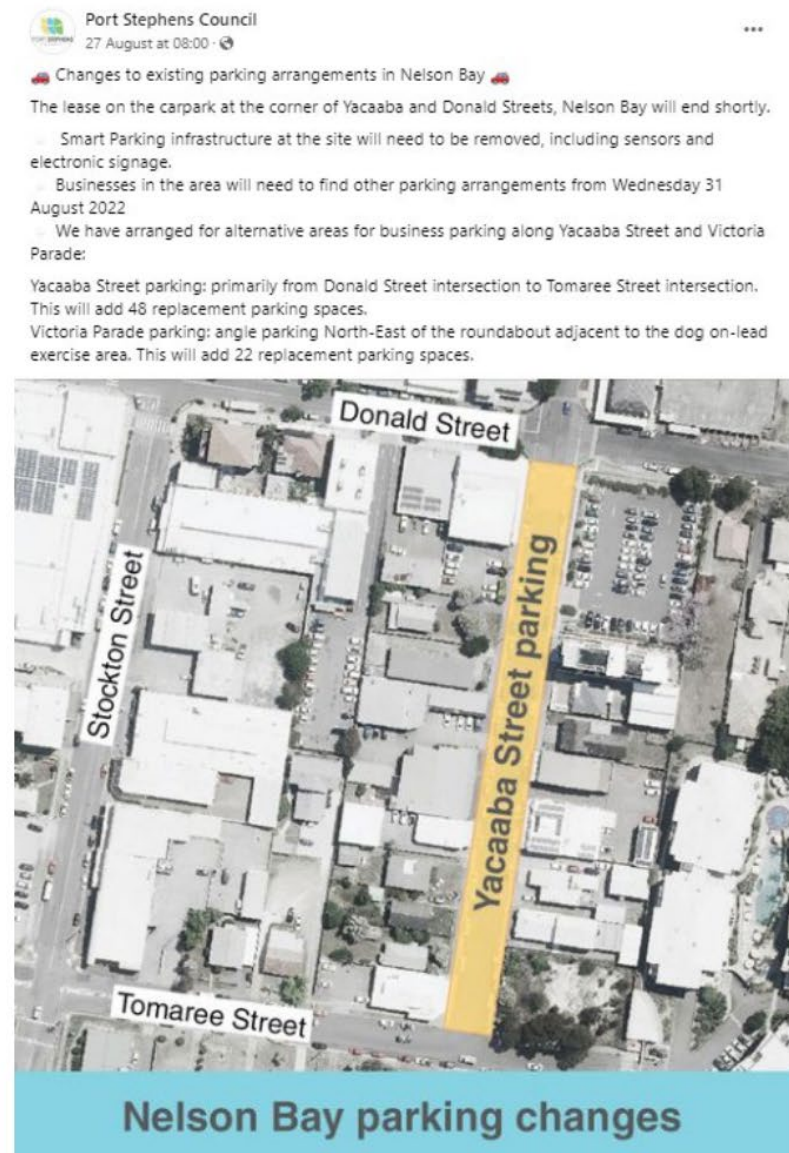 Port Stephens Council
27 August at 08:00 ·
🚗 Changes to existing parking arrangements in Nelson Bay 🚗
The lease on the carpark at the corner of Yacaaba and Donald Streets, Nelson Bay will end shortly.
Smart Parking infrastructure at the site will need to be removed, including sensors and
electronic signage.
Businesses in the area will need to find other parking arrangements from Wednesday 31
August 2022
We have arranged for alternative areas for business parking along Yacaaba Street and Victoria
Parade:
Yacaaba Street parking: primarily from Donald Street intersection to Tomaree Street intersection.
This will add 48 replacement parking spaces.
Victoria Parade parking: angle parking North-East of the roundabout adjacent to the dog on-lead
exercise area. This will add 22 replacement parking spaces.
Donald Street
Stockton Street
Yacaaba Street parking
Tomaree Street
Nelson Bay parking changes